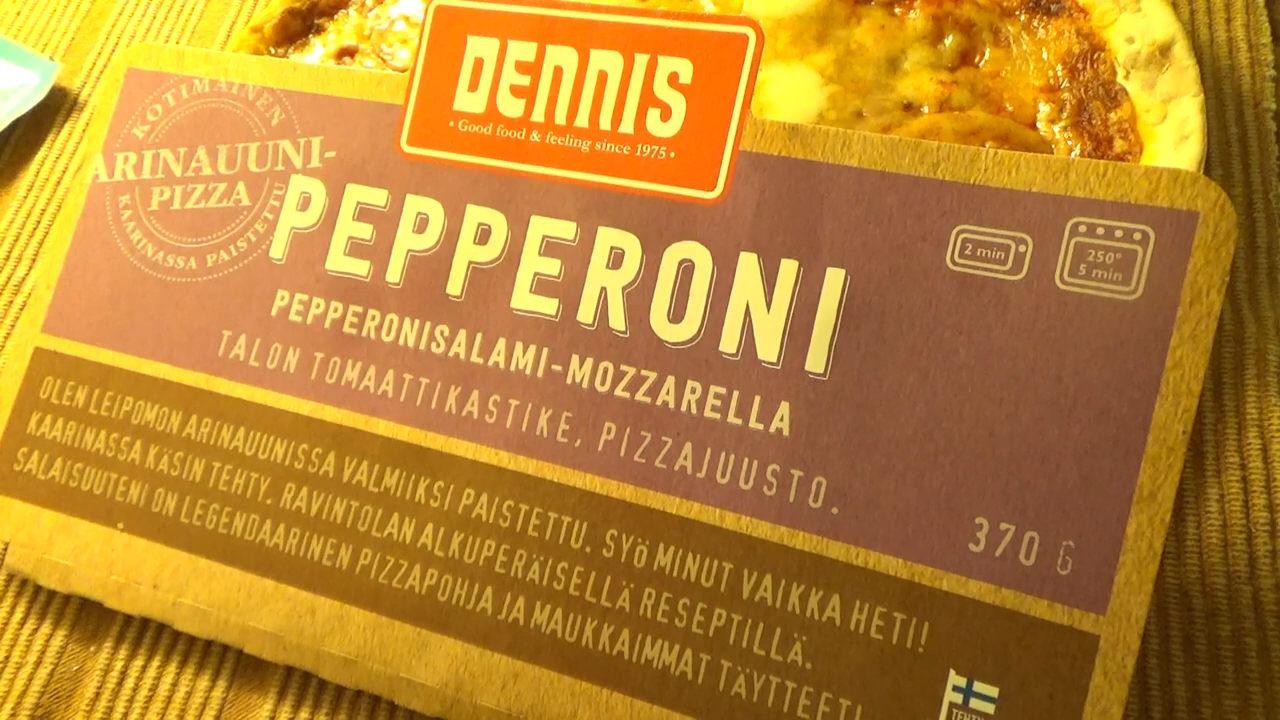 DENNIS
• Good food & feeling since 1975 •
KOTIMAINEN
ARINAUUNI-
PIZZA
KAARINASSA PAISTETTU
PEPPERONI
2 min
250°
5 min
PEPPERONISALAMI-MOZZARELLA
TALON TOMAATTIKASTIKE, PIZZAJUUSTO.
370 G
OLEN LEIPOMON ARINAUUNISSA VALMIIKSI PAISTETTU. SYÖ MINUT VAIKKA HETI!
KAARINASSA KÄSIN TEHTY. RAVINTOLAN ALKUPERÄISELLÄ RESEPTILLÄ.
SALAISUUTENI ON LEGENDAARINEN PIZZAPOHJA JA MAUKKAIMMAT TÄYTTEET!
TEHTY